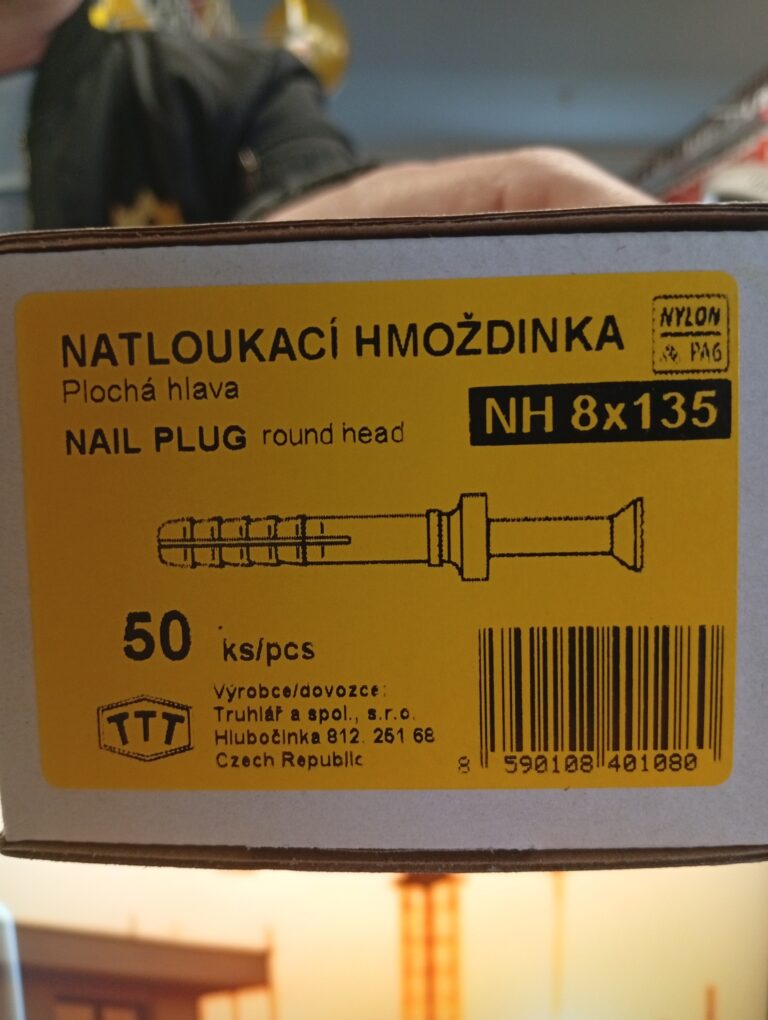 NATLOUKACÍ HMOŽDINKA
NYLON
PA6
Plochá hlava
NAIL PLUG round head
NH 8x135
50 ks/pcs
TTT
Výrobce/dovozce:
Truhlář a spol., s.r.o.
Hlubočinka 812. 251 68
Czech Republic
8 590108 401080